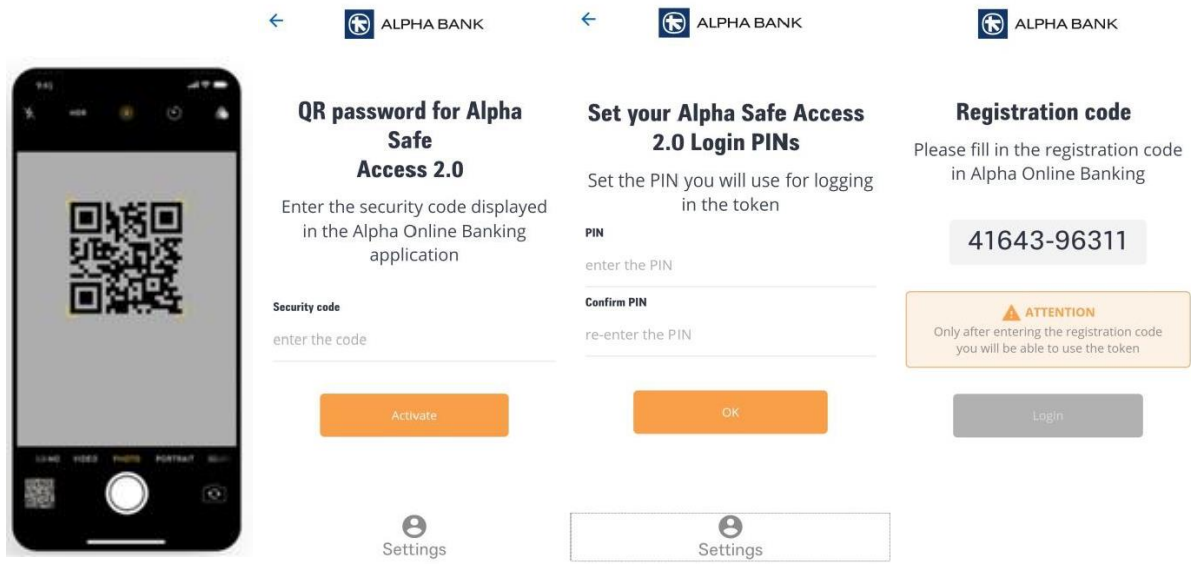 9:41
HDR
VIDEO
PHOTO
PORTRAIT
ALPHA BANK
QR password for Alpha
Safe
Access 2.0
Enter the security code displayed
in the Alpha Online Banking
application
Security code
enter the code
Activate
Settings
ALPHA BANK
Set your Alpha Safe Access
2.0 Login PINs
Set the PIN you will use for logging
in the token
PIN
enter the PIN
Confirm PIN
re-enter the PIN
OK
Settings
ALPHA BANK
Registration code
Please fill in the registration code
in Alpha Online Banking
41643-96311
ATTENTION
Only after entering the registration code
you will be able to use the token
Login